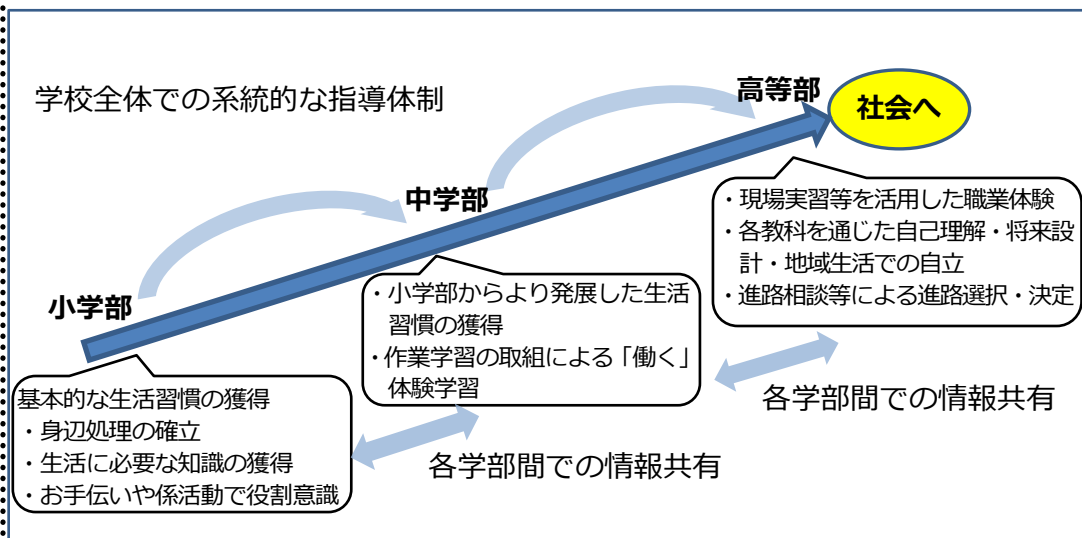 学校全体での系統的な指導体制
高等部
社会へ
中学部
小学部
・現場実習等を活用した職業体験
・各教科を通じた自己理解・将来設
計・地域生活での自立
・進路相談等による進路選択・決定
・小学部からより発展した生活
習慣の獲得
・作業学習の取組による「働く」
体験学習
基本的な生活習慣の獲得
・身辺処理の確立
・生活に必要な知識の獲得
・お手伝いや係活動で役割意識
各学部間での情報共有
各学部間での情報共有